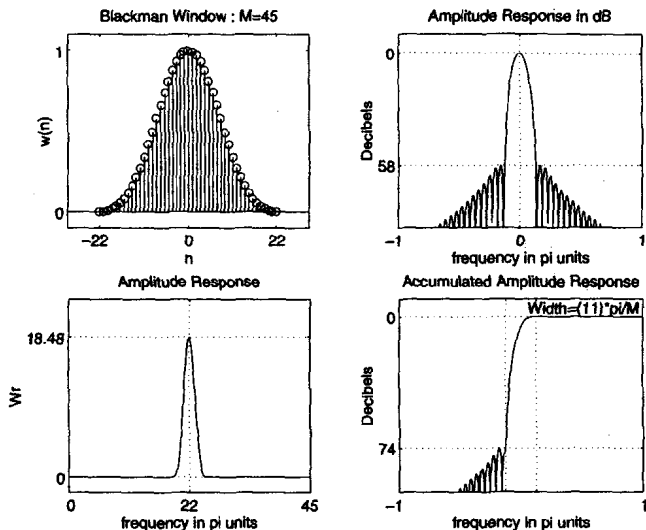 Blackman Window : M=45
1
w(n)
0
-22
0
22
n
Amplitude Response in dB
0
Decibels
58
-1
0
1
frequency in pi units
Amplitude Response
18.48
Wr
0
0
22
45
frequency in pi units
Accumulated Amplitude Response
Width=(11)*pi/M
0
Decibels
74
-1
1
frequency in pi units